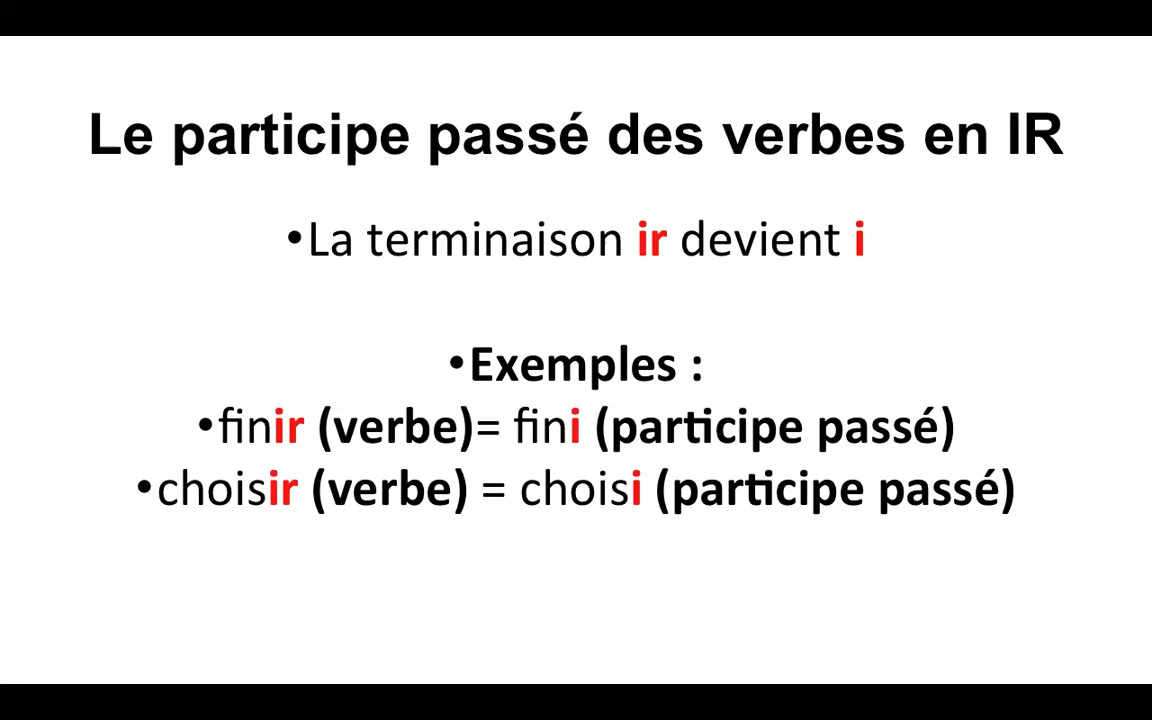 Le participe passé des verbes en IR
•La terminaison ir devient i
•Exemples :
•finir (verbe)= fini (participe passé)
•choisir (verbe) = choisi (participe passé)